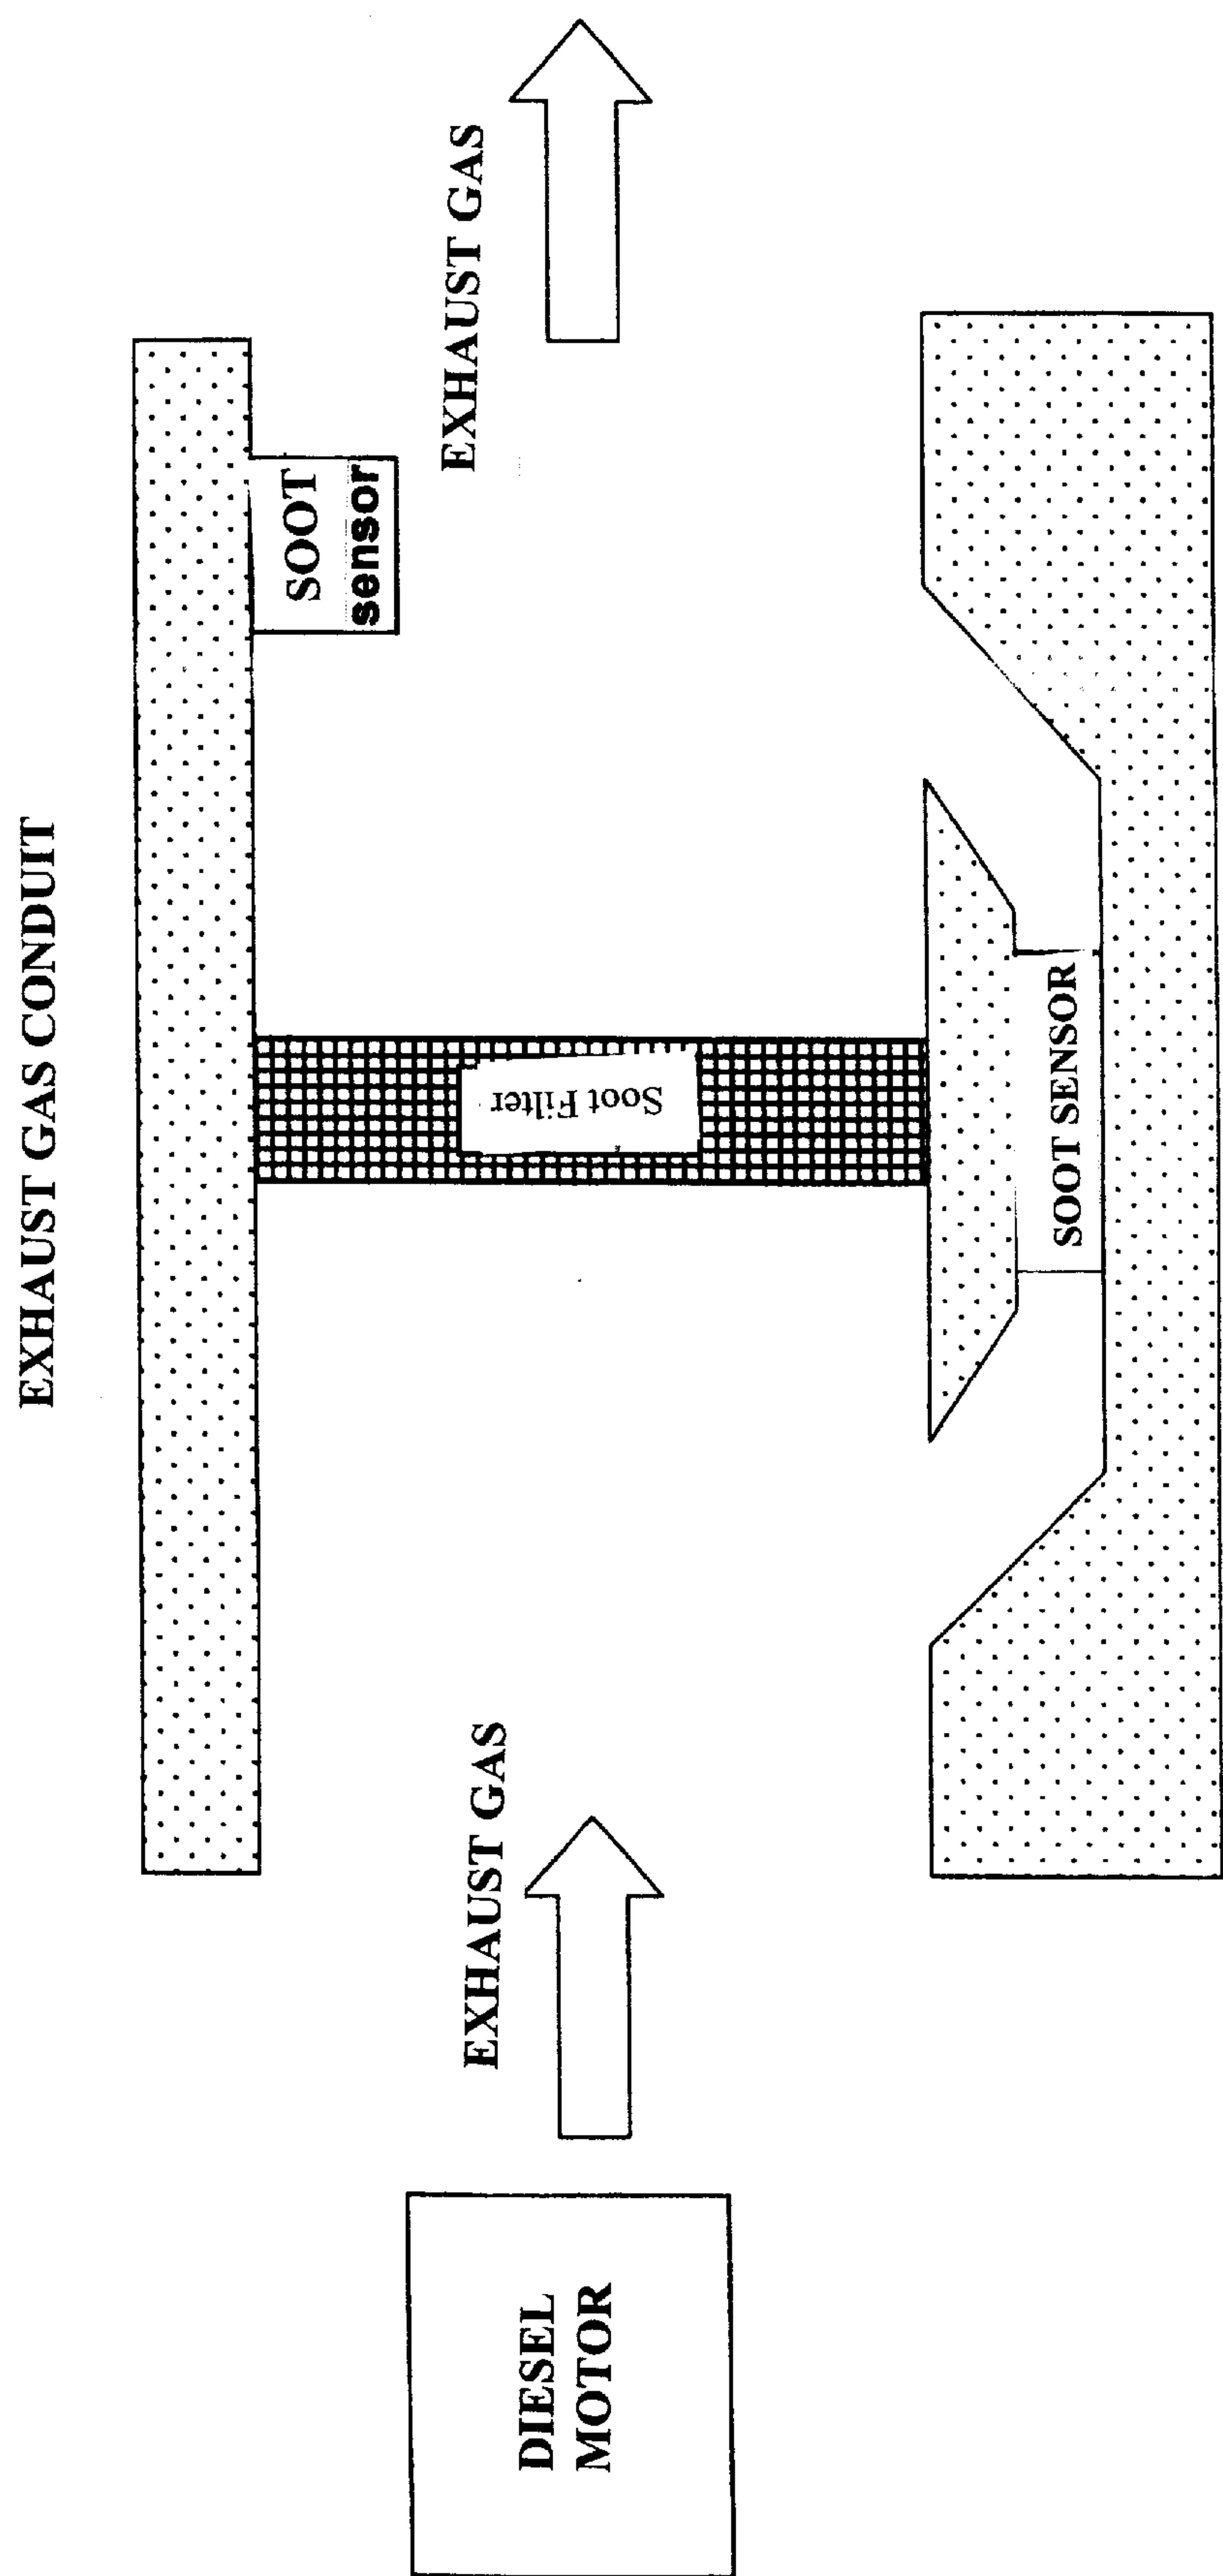 EXHAUST GAS CONDUIT
DIESEL
MOTOR
EXHAUST GAS
Soot Filter
SOOT SENSOR
SOOT
sensor
EXHAUST GAS